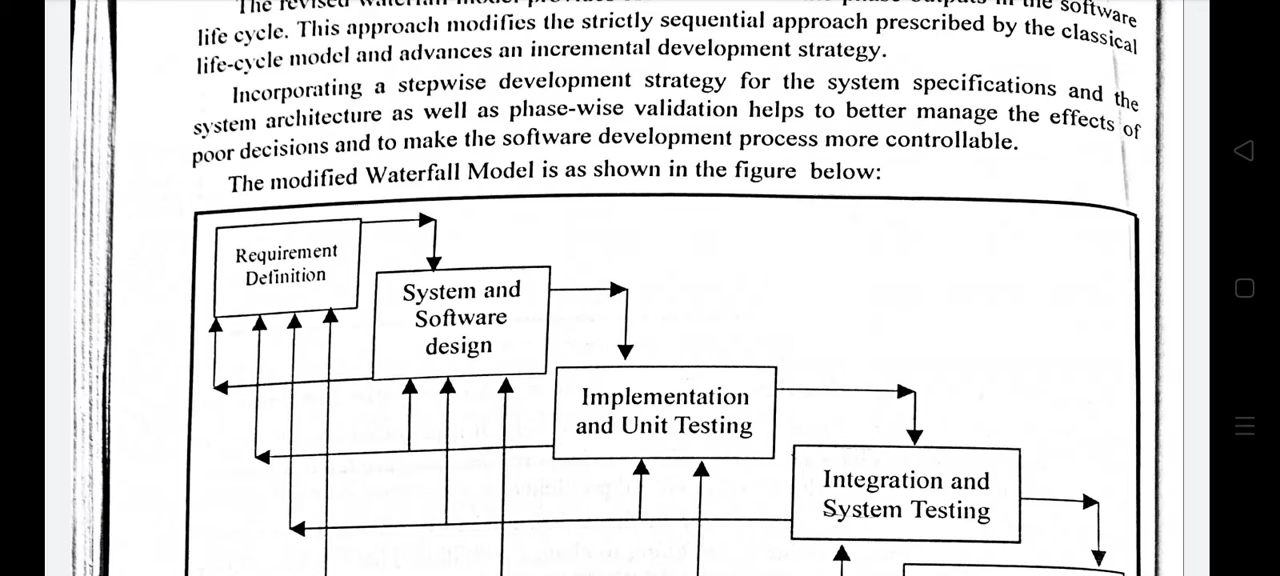 The revised the software
life cycle. This approach modifies the strictly sequential approach prescribed by the classical
life-cycle model and advances an incremental development strategy.
Incorporating a stepwise development strategy for the system specifications and the
system architecture as well as phase-wise validation helps to better manage the effects of
poor decisions and to make the software development process more controllable.
The modified Waterfall Model is as shown in the figure below:
Requirement
Definition
System and
Software
design
Implementation
and Unit Testing
Integration and
System Testing